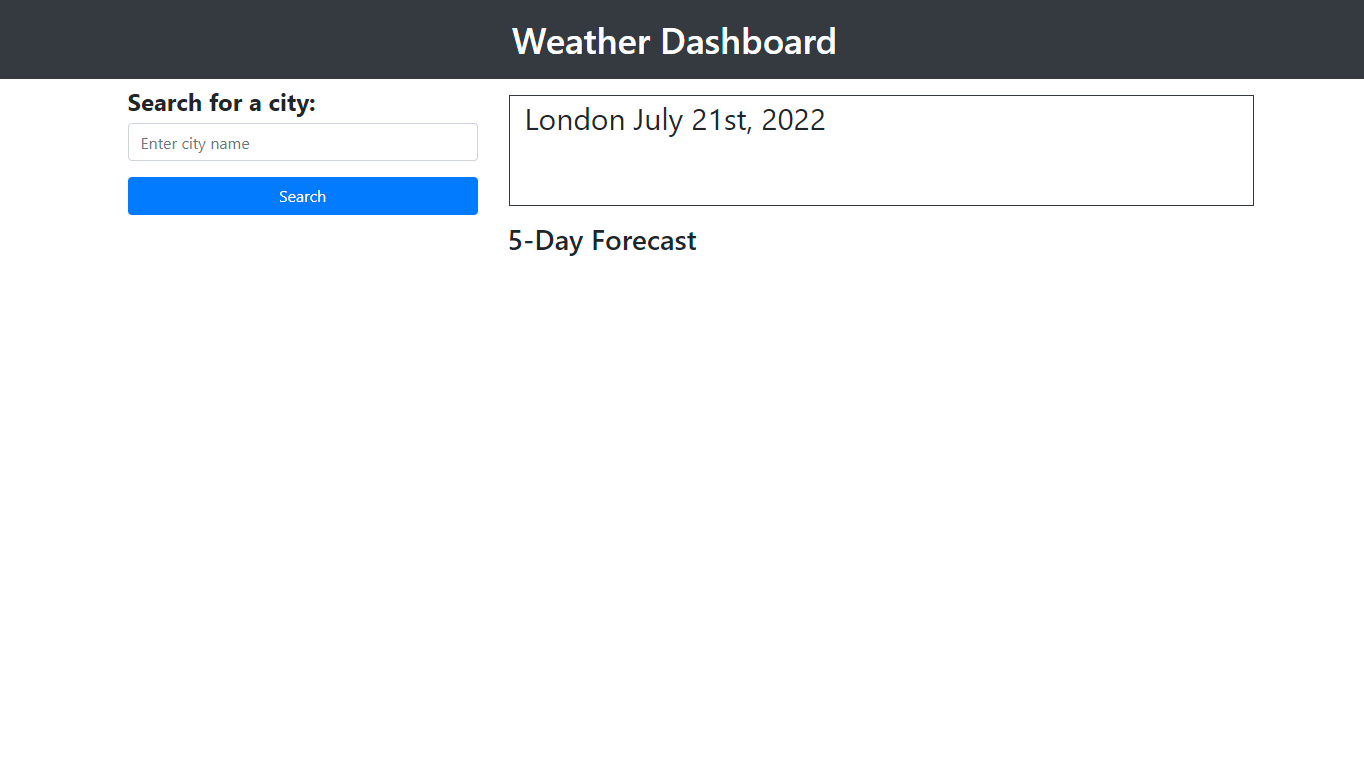 Weather Dashboard
Search for a city:
Enter city name
Search
London July 21st, 2022
5-Day Forecast